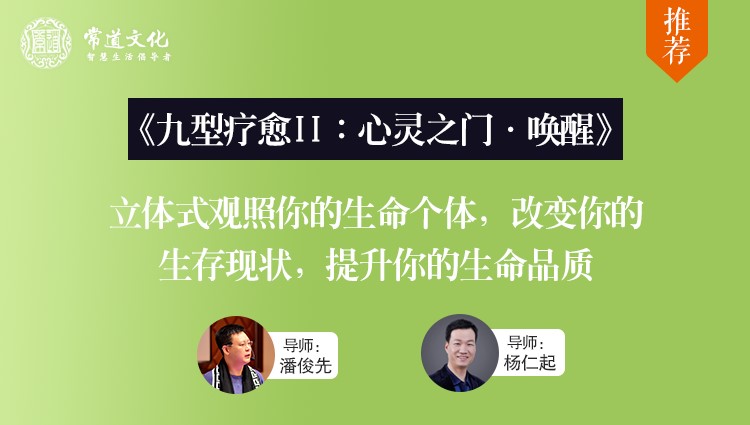 常道文化
智慧生活倡导者
推荐
《九型疗愈II：心灵之门·唤醒》
立体式观照你的生命个体，改变你的
生存现状，提升你的生命品质
导师：
潘俊先
导师：
杨仁起